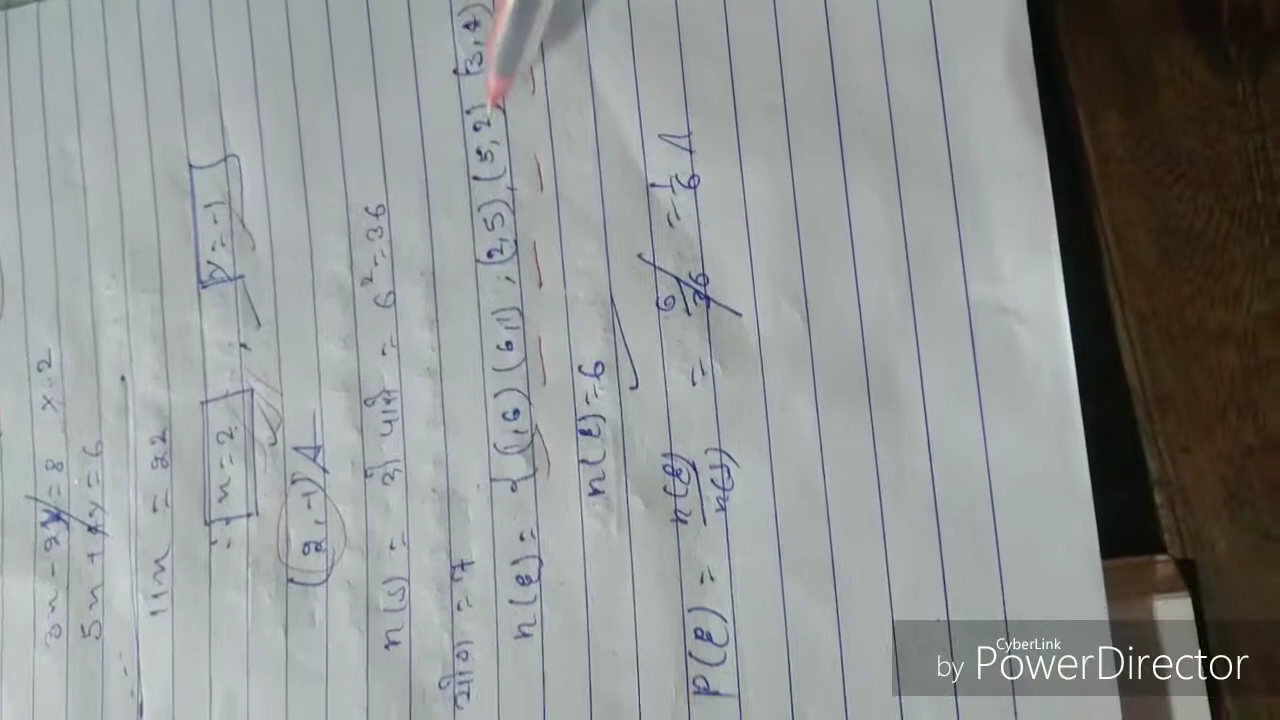 3x - 2y = 8 × 2
5x + 4y = 6
11x = 22
∴ x = 2 , y = -1
(2, -1) A
n(s) = दो पासे = 6² = 36
योग = 7
n(E) = { (1,6) (6,1) ; (2,5), (5,2) (3,4)
n(E) = 6
P(E) = n(E)/n(s) = 6/36 = 1/6 A
CyberLink
by PowerDirector